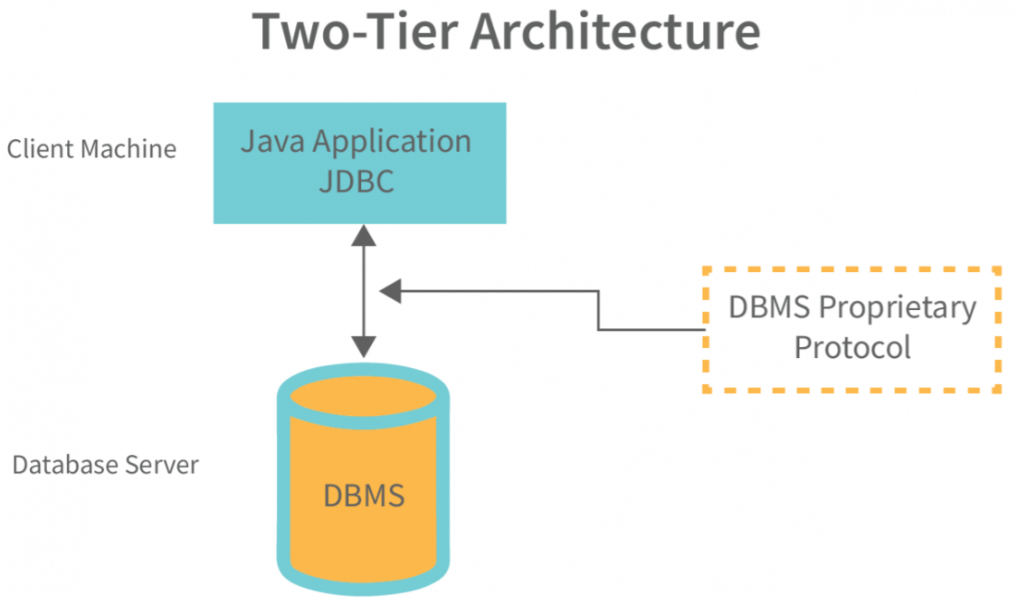 Two-Tier Architecture
Client Machine
Java Application
JDBC
DBMS Proprietary
Protocol
Database Server
DBMS